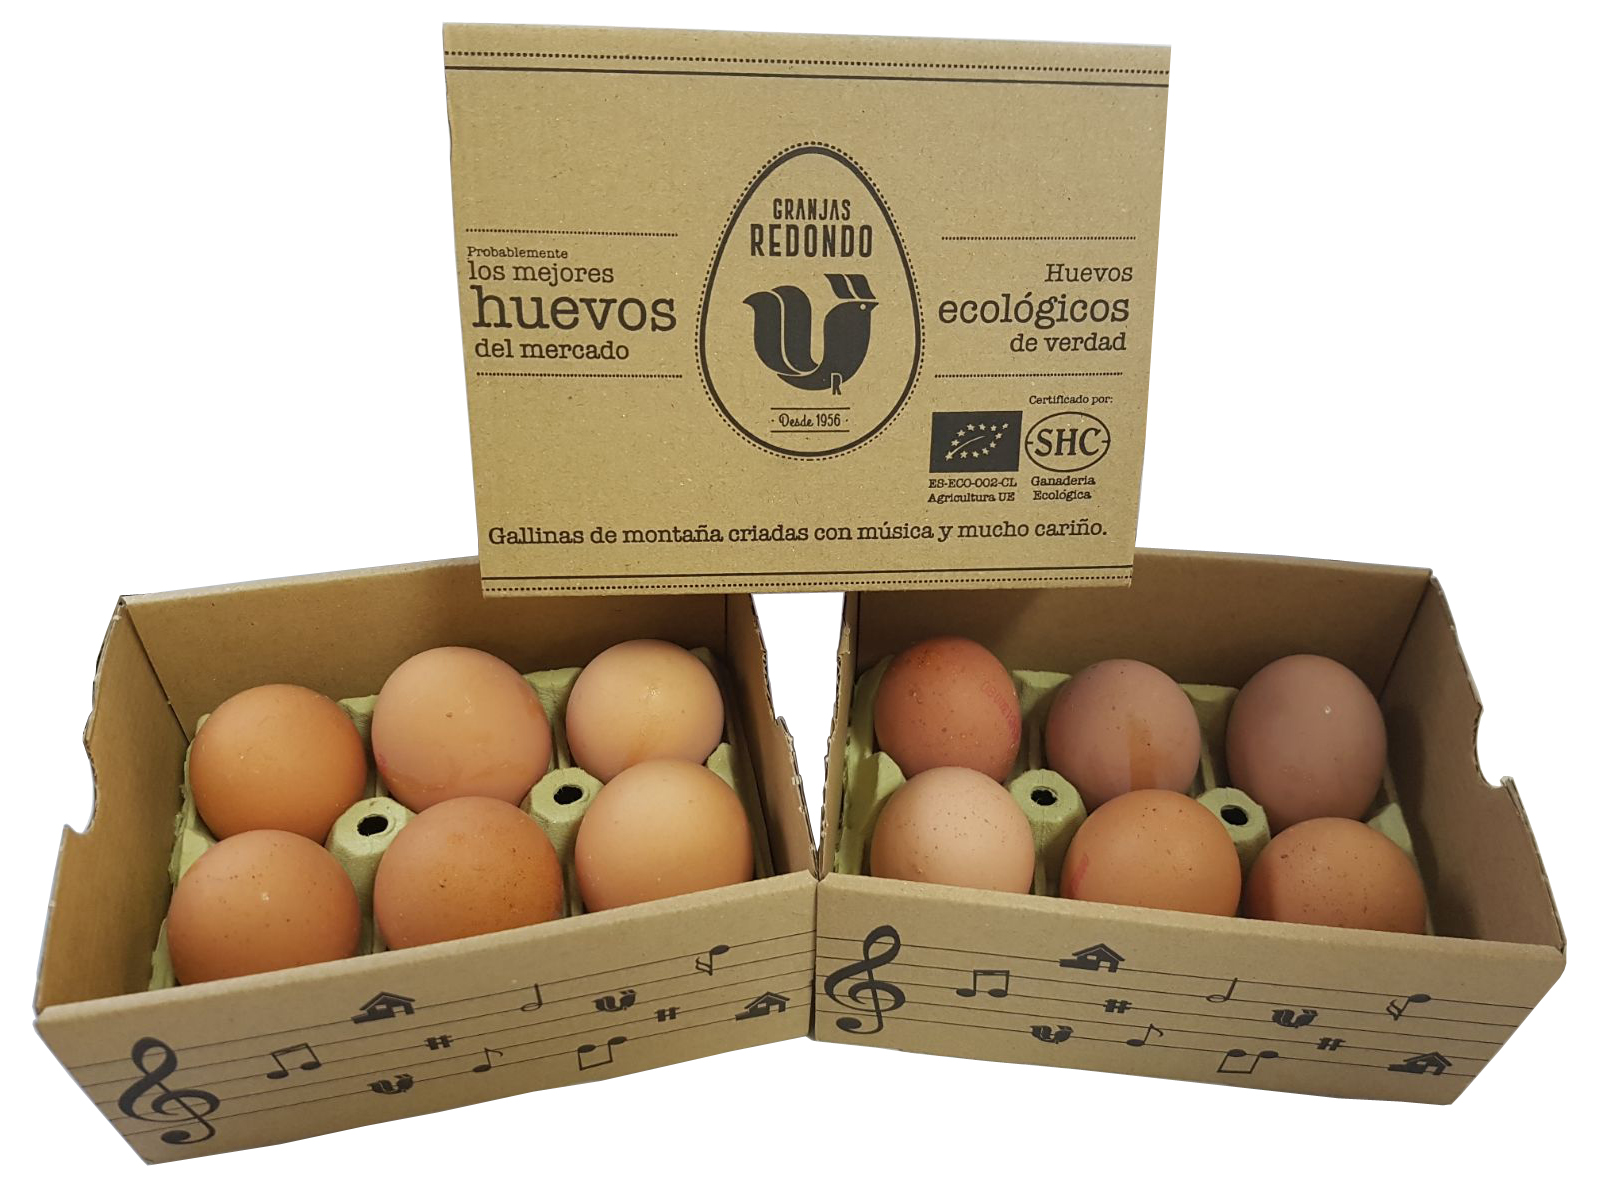 GRANJAS
REDONDO
Desde 1956
Probablemente
los mejores
huevos
del mercado
Huevos
ecológicos
de verdad
Certificado por:
SHC
ES-ECO-002-CL
Agricultura UE
Ganadería
Ecológica
Gallinas de montaña criadas con música y mucho cariño.